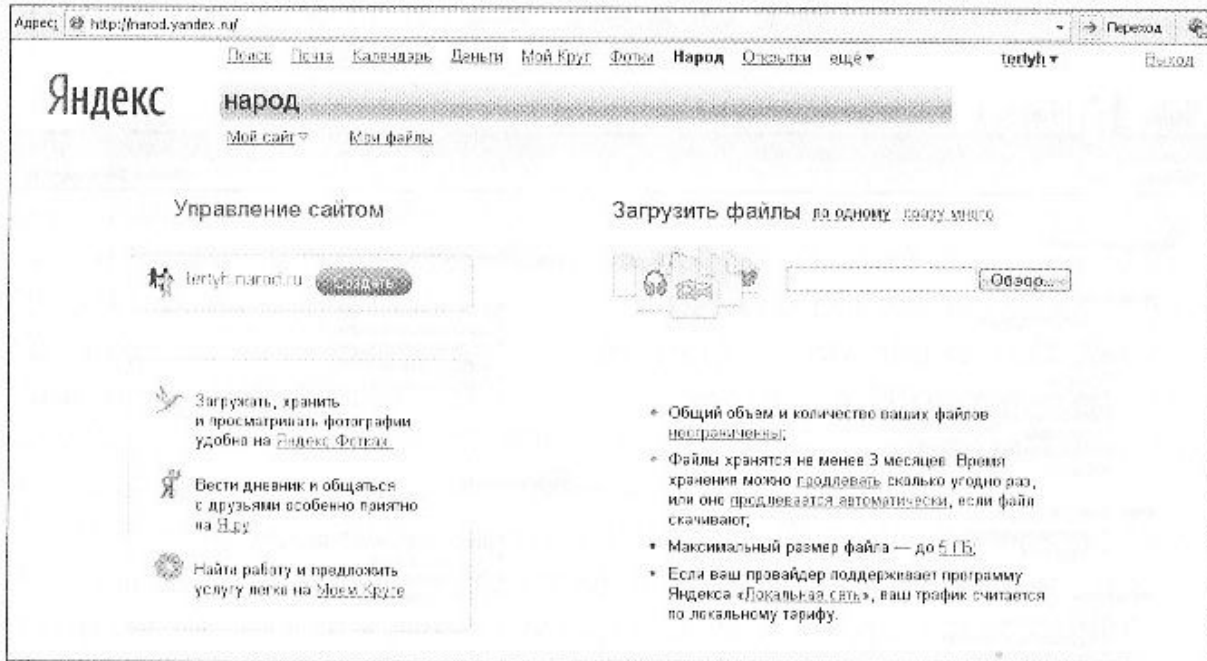 Адрес: http://narod.yandex.ru/ Переход
Поиск Почта Календарь Деньги Мой Круг Фотки Народ Открытки ещё tertyh Выход
Яндекс
народ
Мой сайт Мои файлы
Управление сайтом
tertyh.narod.ru создать
Загружать, хранить
и просматривать фотографии
удобно на Яндекс.Фотках.
Вести дневник и общаться
с друзьями особенно приятно
на Я.ру
Найти работу и предложить
услугу легко на Моем Круге
Загрузить файлы по одному сразу много
Обзор...
Общий объем и количество ваших файлов
неограниченны;
Файлы хранятся не менее 3 месяцев. Время
хранения можно продлевать сколько угодно раз,
или оно продлевается автоматически, если файл
скачивают;
Максимальный размер файла — до 5 ГБ;
Если ваш провайдер поддерживает программу
Яндекса «Локальная сеть», ваш трафик считается
по локальному тарифу.